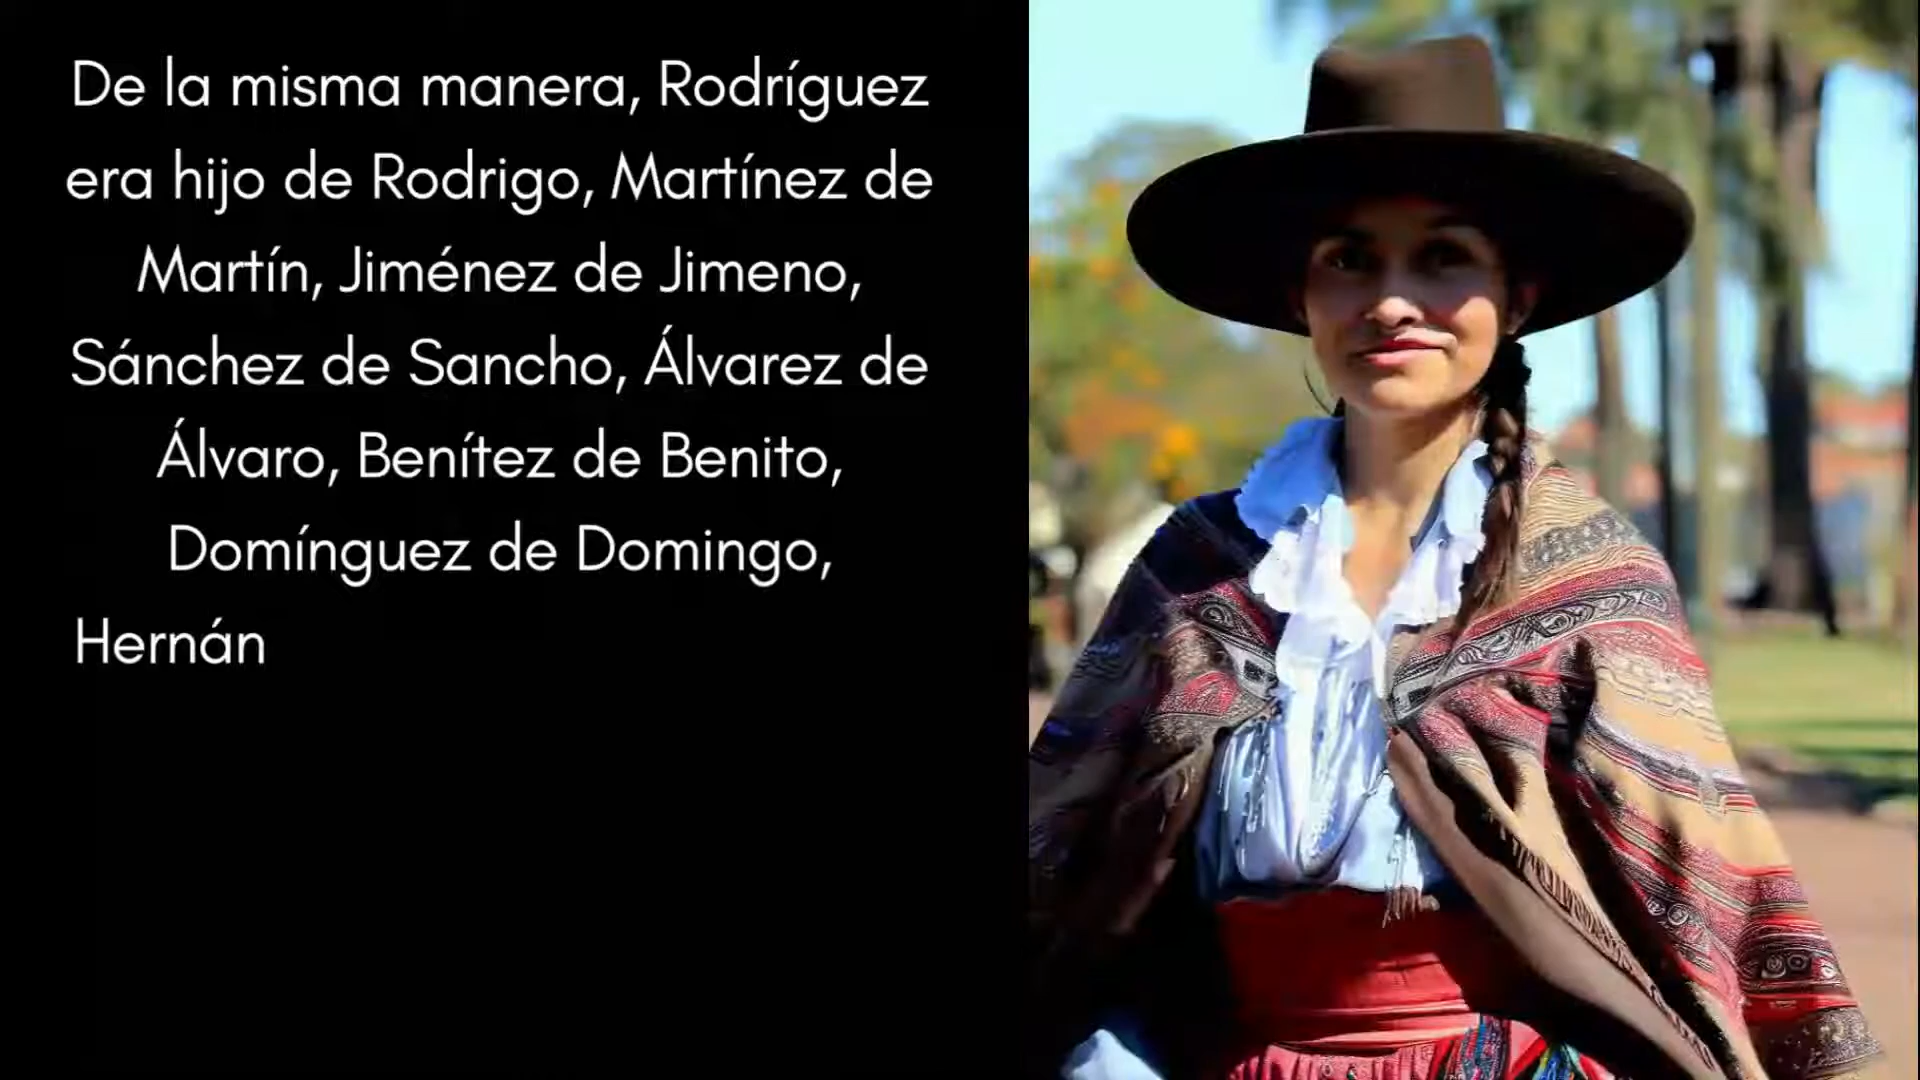 De la misma manera, Rodríguez
era hijo de Rodrigo, Martínez de
Martín, Jiménez de Jimeno,
Sánchez de Sancho, Álvarez de
Álvaro, Benítez de Benito,
Domínguez de Domingo,
Hernán